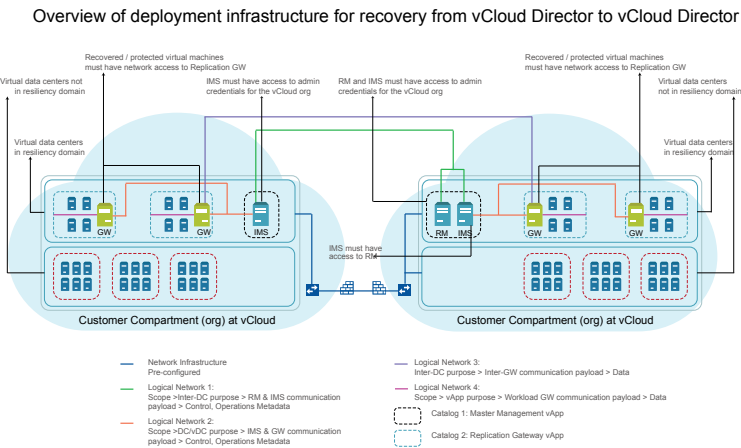 Overview of deployment infrastructure for recovery from vCloud Director to vCloud Director
Recovered / protected virtual machines
must have network access to Replication GW
Virtual data centers not
in resiliency domain
IMS must have access to admin
credentials for the vCloud org
RM and IMS must have access to admin
credentials for the vCloud org
Recovered / protected virtual machines
must have network access to Replication GW
Virtual data centers
not in resiliency domain
Virtual data centers
in resiliency domain
Virtual data centers
in resiliency domain
GW
GW
IMS
RM
IMS
GW
GW
IMS must have
access to RM
Customer Compartment (org) at vCloud
Customer Compartment (org) at vCloud
Network Infrastructure
Pre-configured
Logical Network 1:
Scope >Inter-DC purpose > RM & IMS communication
payload > Control, Operations Metadata
Logical Network 2:
Scope >DC/vDC purpose > IMS & GW communication
payload > Control, Operations Metadata
Logical Network 3:
Inter-DC purpose > Inter-GW communication payload > Data
Logical Network 4:
Scope > vApp purpose > Workload GW communication payload > Data
Catalog 1: Master Management vApp
Catalog 2: Replication Gateway vApp